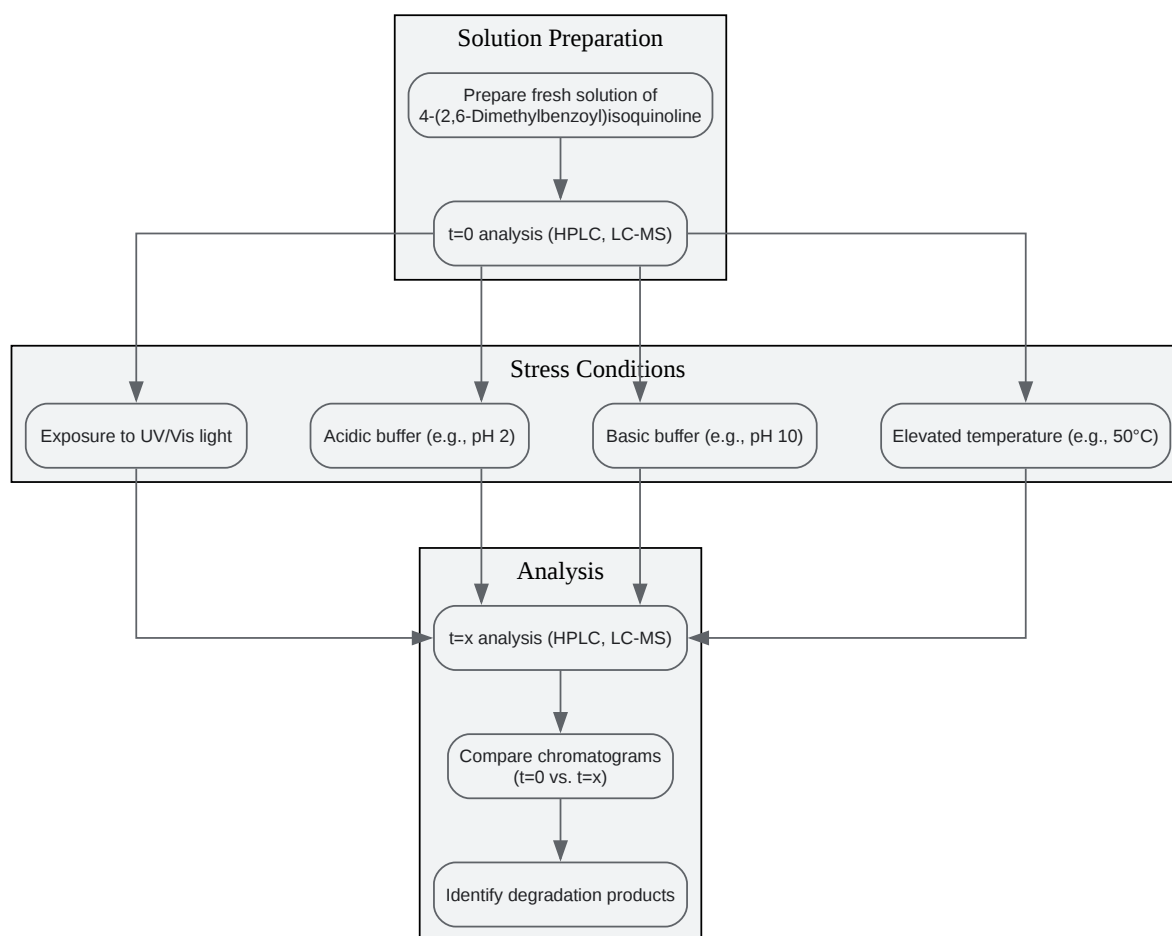 Solution Preparation
Prepare fresh solution of
4-(2,6-Dimethylbenzoyl)isoquinoline
t=0 analysis (HPLC, LC-MS)
Stress Conditions
Exposure to UV/Vis light
Acidic buffer (e.g., pH 2)
Basic buffer (e.g., pH 10)
Elevated temperature (e.g., 50°C)
Analysis
t=x analysis (HPLC, LC-MS)
Compare chromatograms
(t=0 vs. t=x)
Identify degradation products